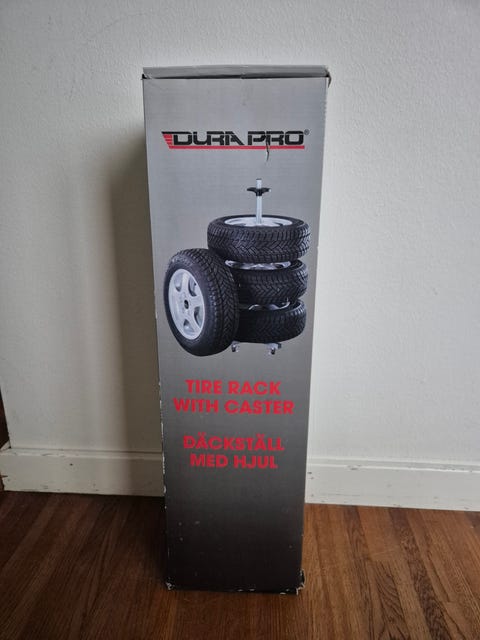 DURA PRO®
TIRE RACK
WITH CASTER
DÄCKSTÄLL
MED HJUL